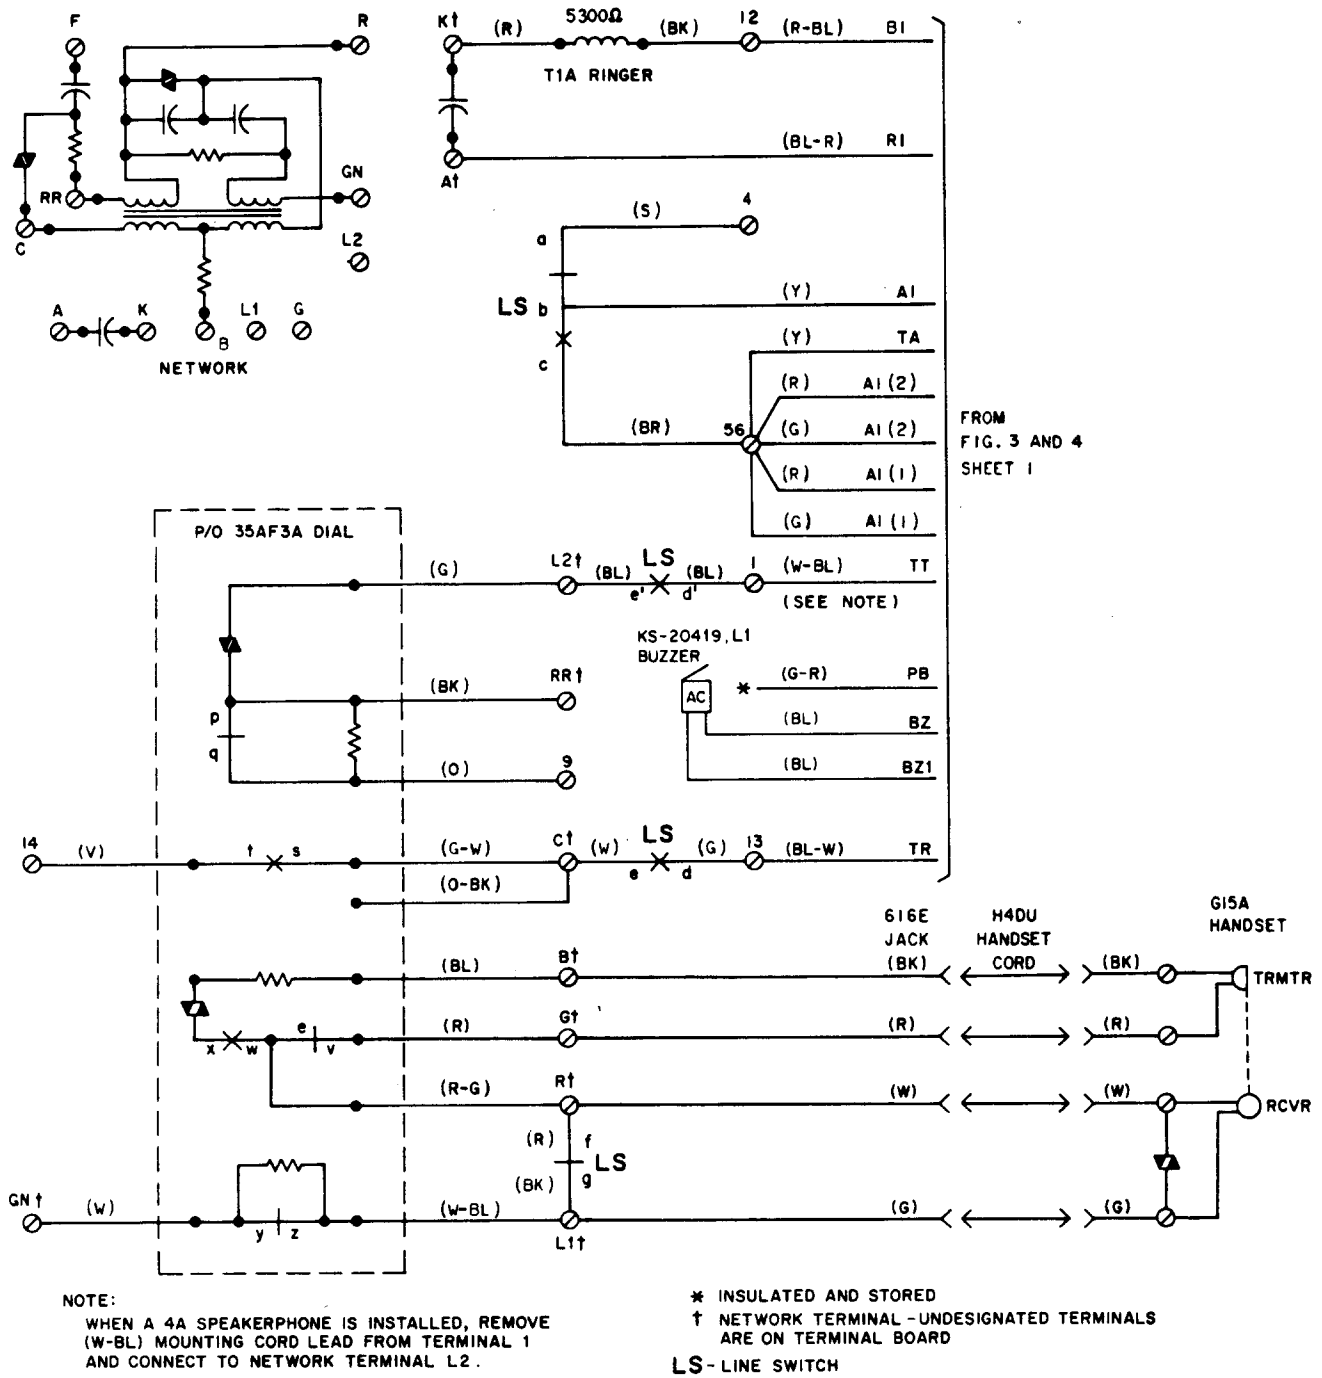 F
R
K†
(R)
5300Ω
(BK)
12
(R-BL)
B1
T1A RINGER
(BL-R)
R1
A†
RR
GN
C
L2
A
K
B
L1
G
NETWORK
(S)
4
a
LS b
(Y)
A1
c
(Y)
TA
(R)
A1(2)
(BR)
56
(G)
A1(2)
(R)
A1(1)
(G)
A1(1)
FROM
FIG. 3 AND 4
SHEET 1
P/O 35AF3A DIAL
(G)
L2†
(BL)
LS
(BL)
1
(W-BL)
TT
e'
d'
(SEE NOTE)
KS-20419,L1
BUZZER
AC
*
(G-R)
PB
(BL)
BZ
(BL)
BZ1
(BK)
RR†
p
q
(O)
9
14
(V)
t
s
(G-W)
C†
(W)
LS
(G)
13
(BL-W)
TR
e
d
(O-BK)
616E
JACK
H4DU
HANDSET
CORD
G15A
HANDSET
(BL)
B†
(BK)
(BK)
TRMTR
x
w
e
v
(R)
G†
(R)
(R)
(R-G)
R†
(W)
(W)
RCVR
(R)
f
LS
(BK)
g
GN†
(W)
y
z
(W-BL)
L1†
(G)
(G)
NOTE:
WHEN A 4A SPEAKERPHONE IS INSTALLED, REMOVE
(W-BL) MOUNTING CORD LEAD FROM TERMINAL 1
AND CONNECT TO NETWORK TERMINAL L2.
* INSULATED AND STORED
† NETWORK TERMINAL-UNDESIGNATED TERMINALS
ARE ON TERMINAL BOARD
LS-LINE SWITCH